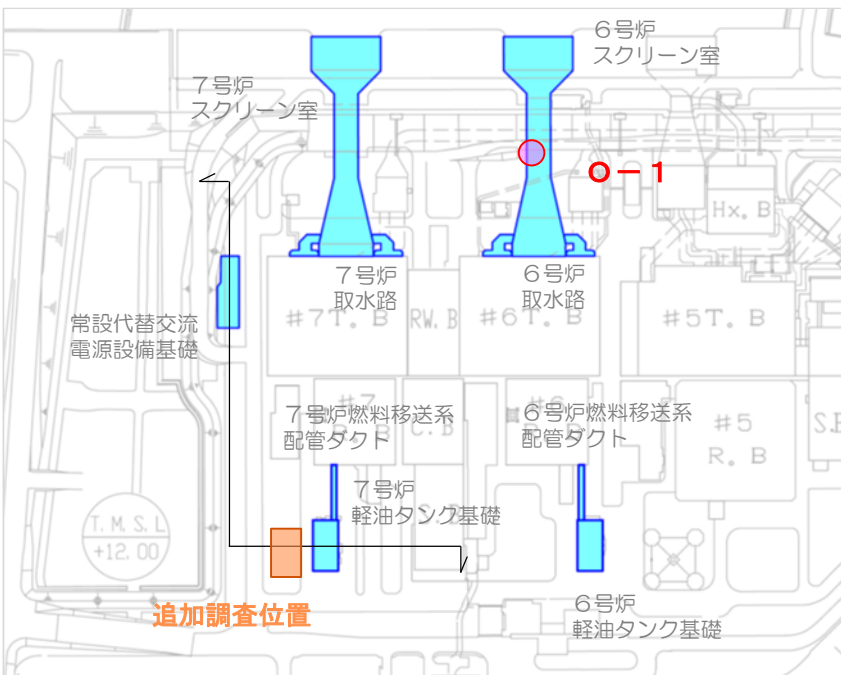 6号炉
スクリーン室
7号炉
スクリーン室
O-1
Hx. B
7号炉
取水路
6号炉
取水路
#7T. B
RW. B
#6T. B
#5T. B
常設代替交流
電源設備基礎
7号炉燃料移送系
配管ダクト
6号炉燃料移送系
配管ダクト
#7
C. B
#5
R. B
7号炉
軽油タンク基礎
T. M. S. L
+12. 00
追加調査位置
6号炉
軽油タンク基礎